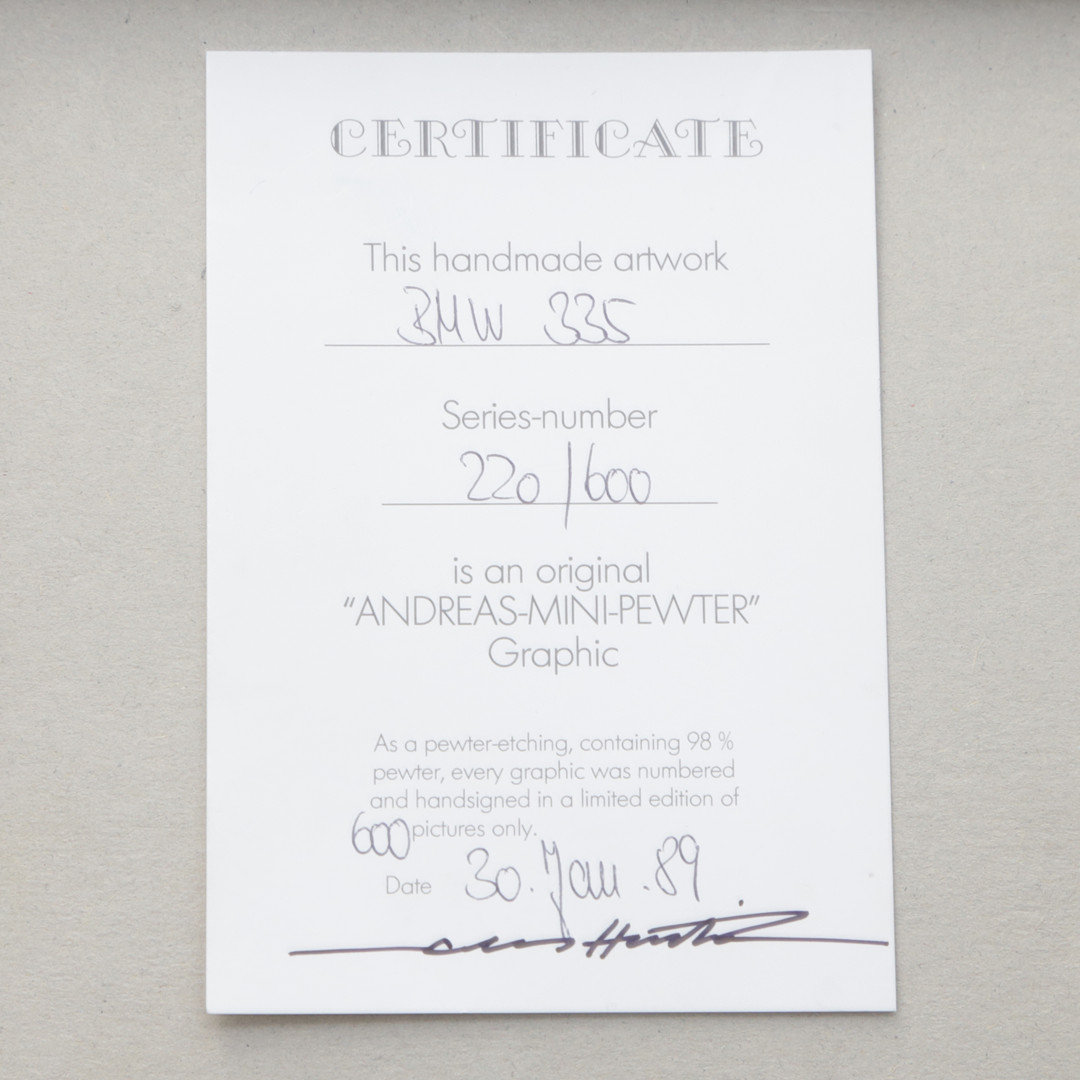 CERTIFICATE
This handmade artwork
BMW 335
Series-number
220/600
is an original
“ANDREAS-MINI-PEWTER”
Graphic
As a pewter-etching, containing 98 %
pewter, every graphic was numbered
and handsigned in a limited edition of
600 pictures only.
Date 30. Jan. 89